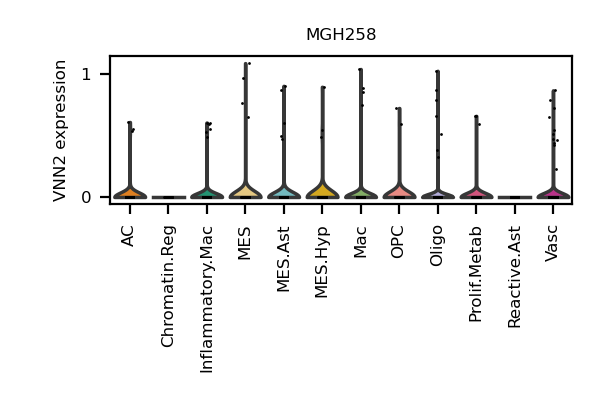 MGH258
VNN2 expression
1
0
AC
Chromatin.Reg
Inflammatory.Mac
MES
MES.Ast
MES.Hyp
Mac
OPC
Oligo
Prolif.Metab
Reactive.Ast
Vasc